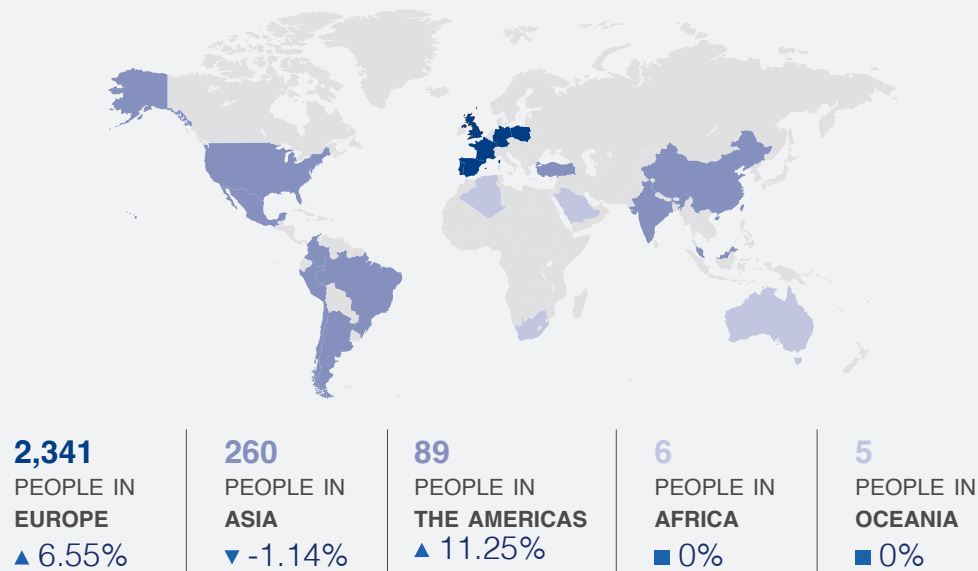 2,341
PEOPLE IN
EUROPE
▲ 6.55%
260
PEOPLE IN
ASIA
▼ -1.14%
89
PEOPLE IN
THE AMERICAS
▲ 11.25%
6
PEOPLE IN
AFRICA
■ 0%
5
PEOPLE IN
OCEANIA
■ 0%